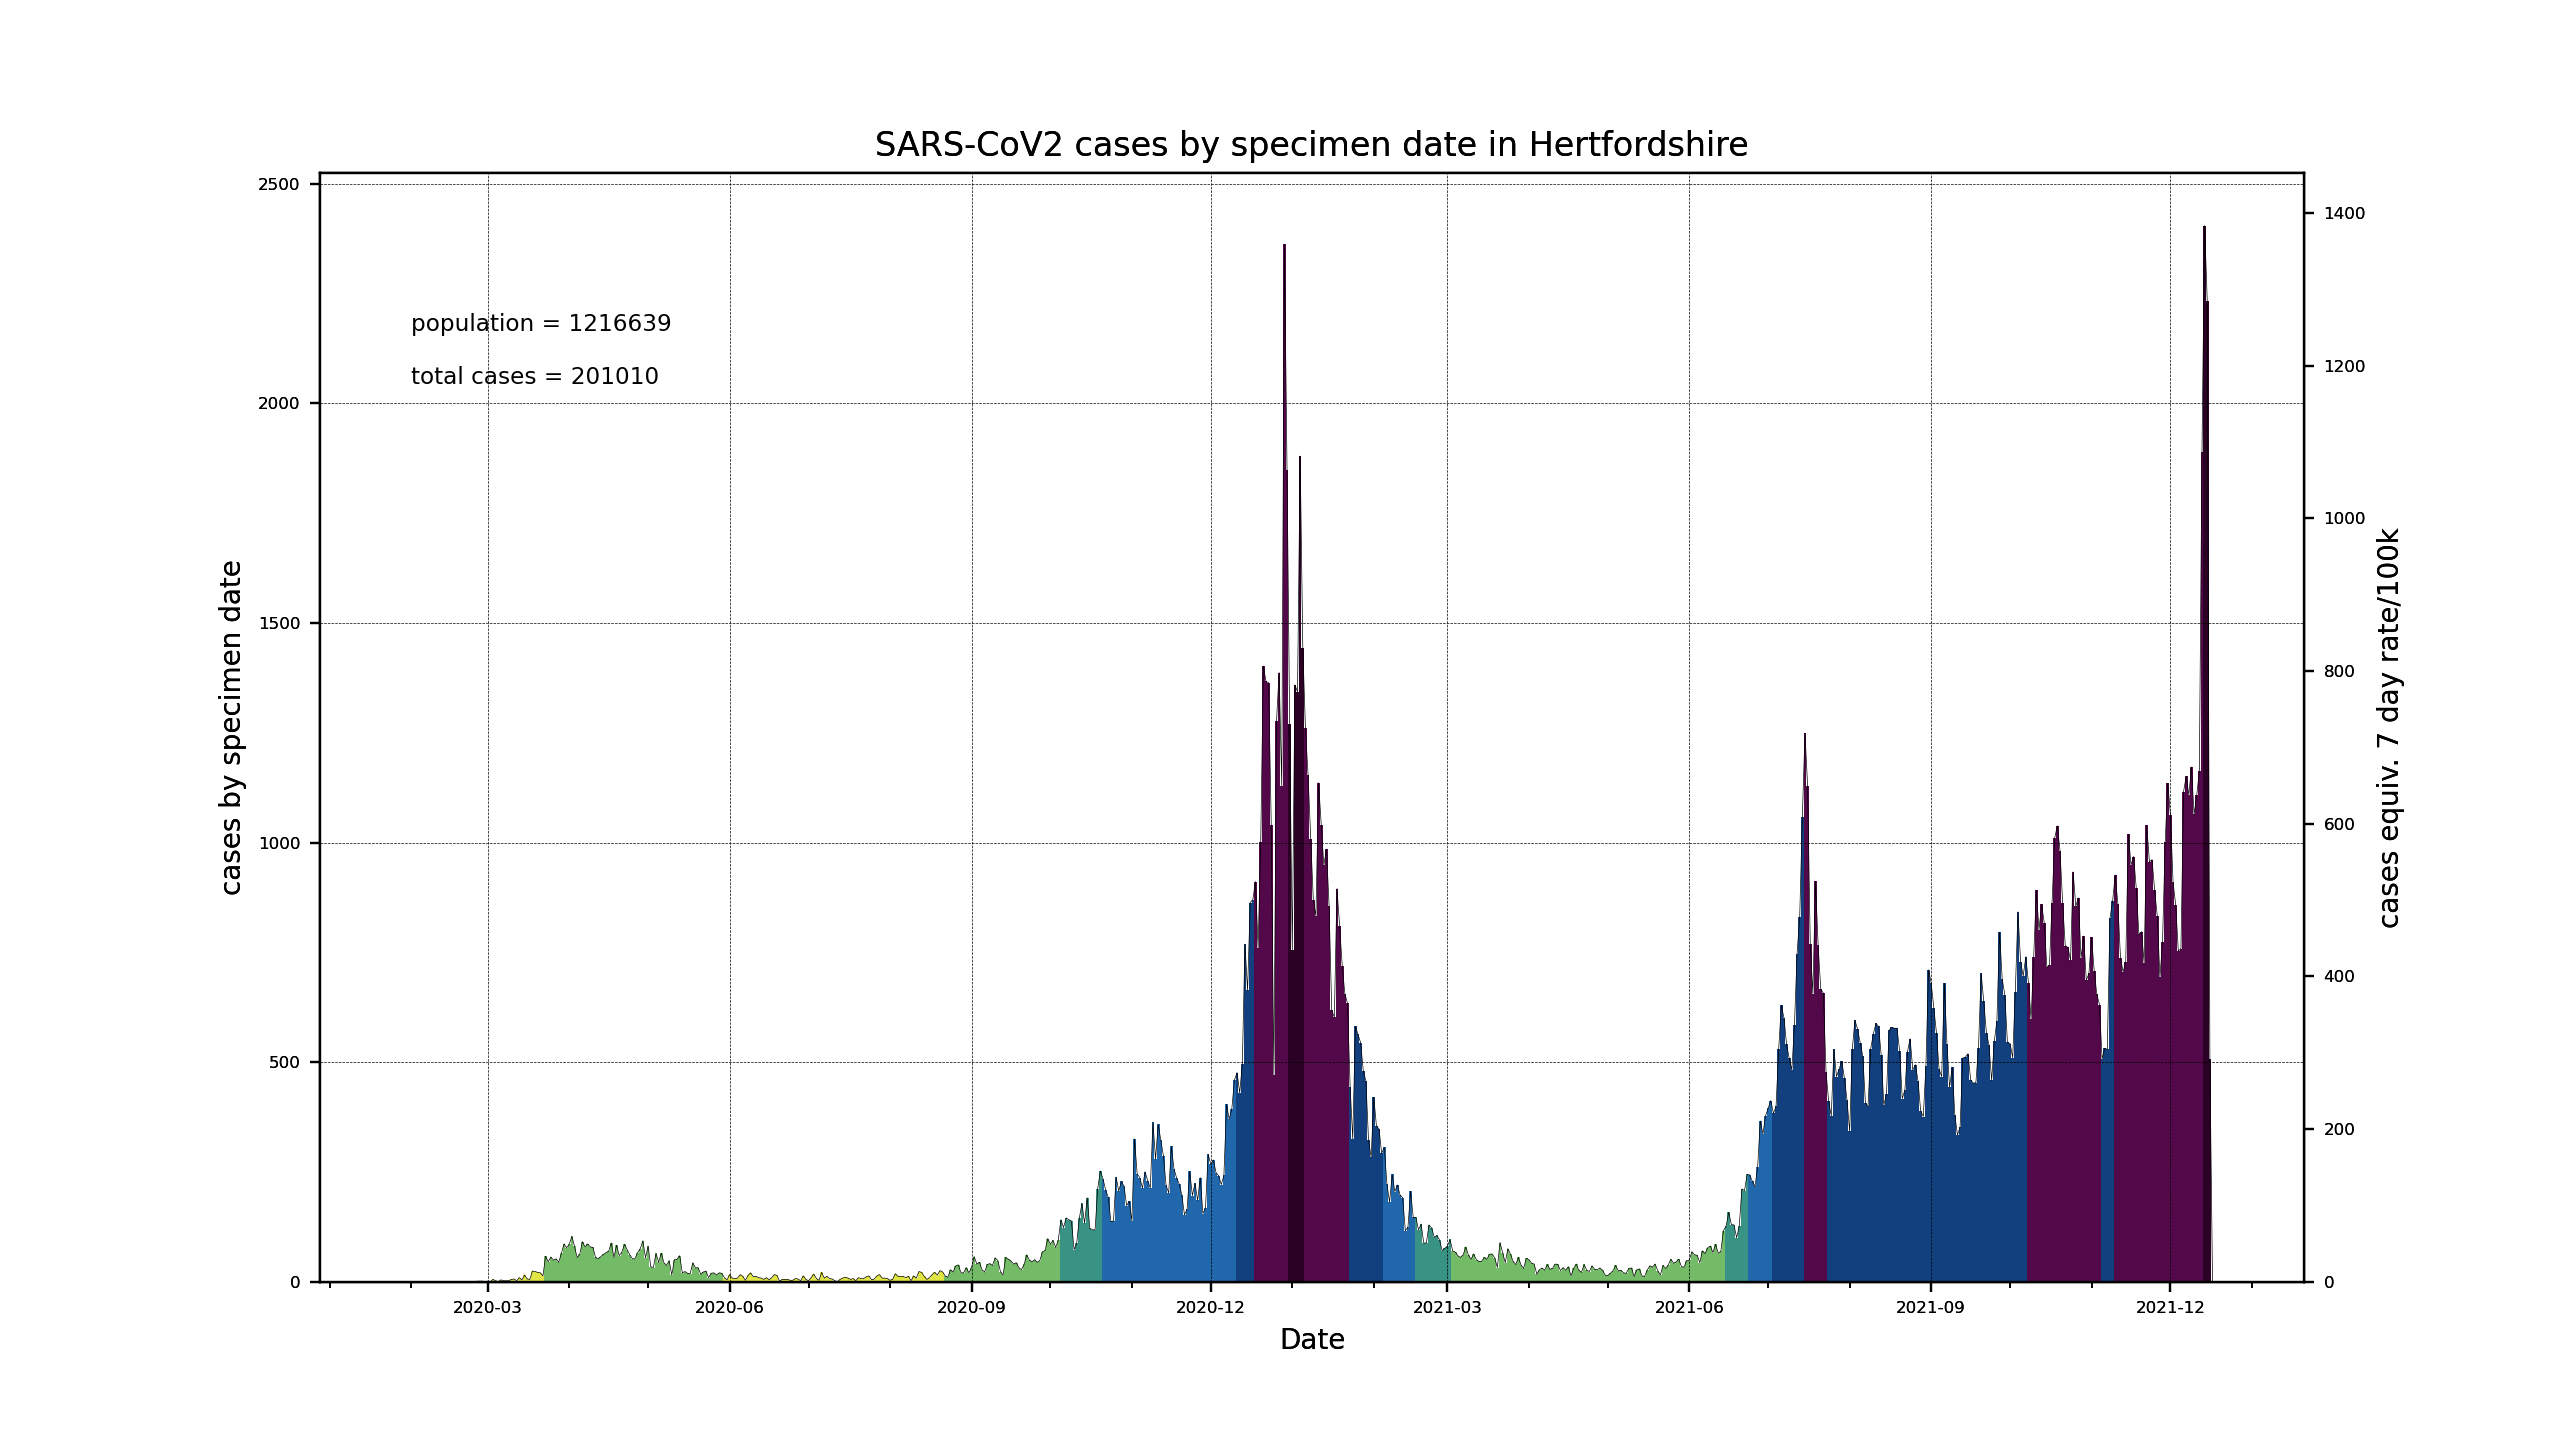 SARS-CoV2 cases by specimen date in Hertfordshire
2500
2000
1500
1000
500
0
cases by specimen date
population = 1216639
total cases = 201010
1400
1200
1000
800
600
400
200
0
cases equiv. 7 day rate/100k
2020-03 2020-06 2020-09 2020-12 2021-03 2021-06 2021-09 2021-12
Date